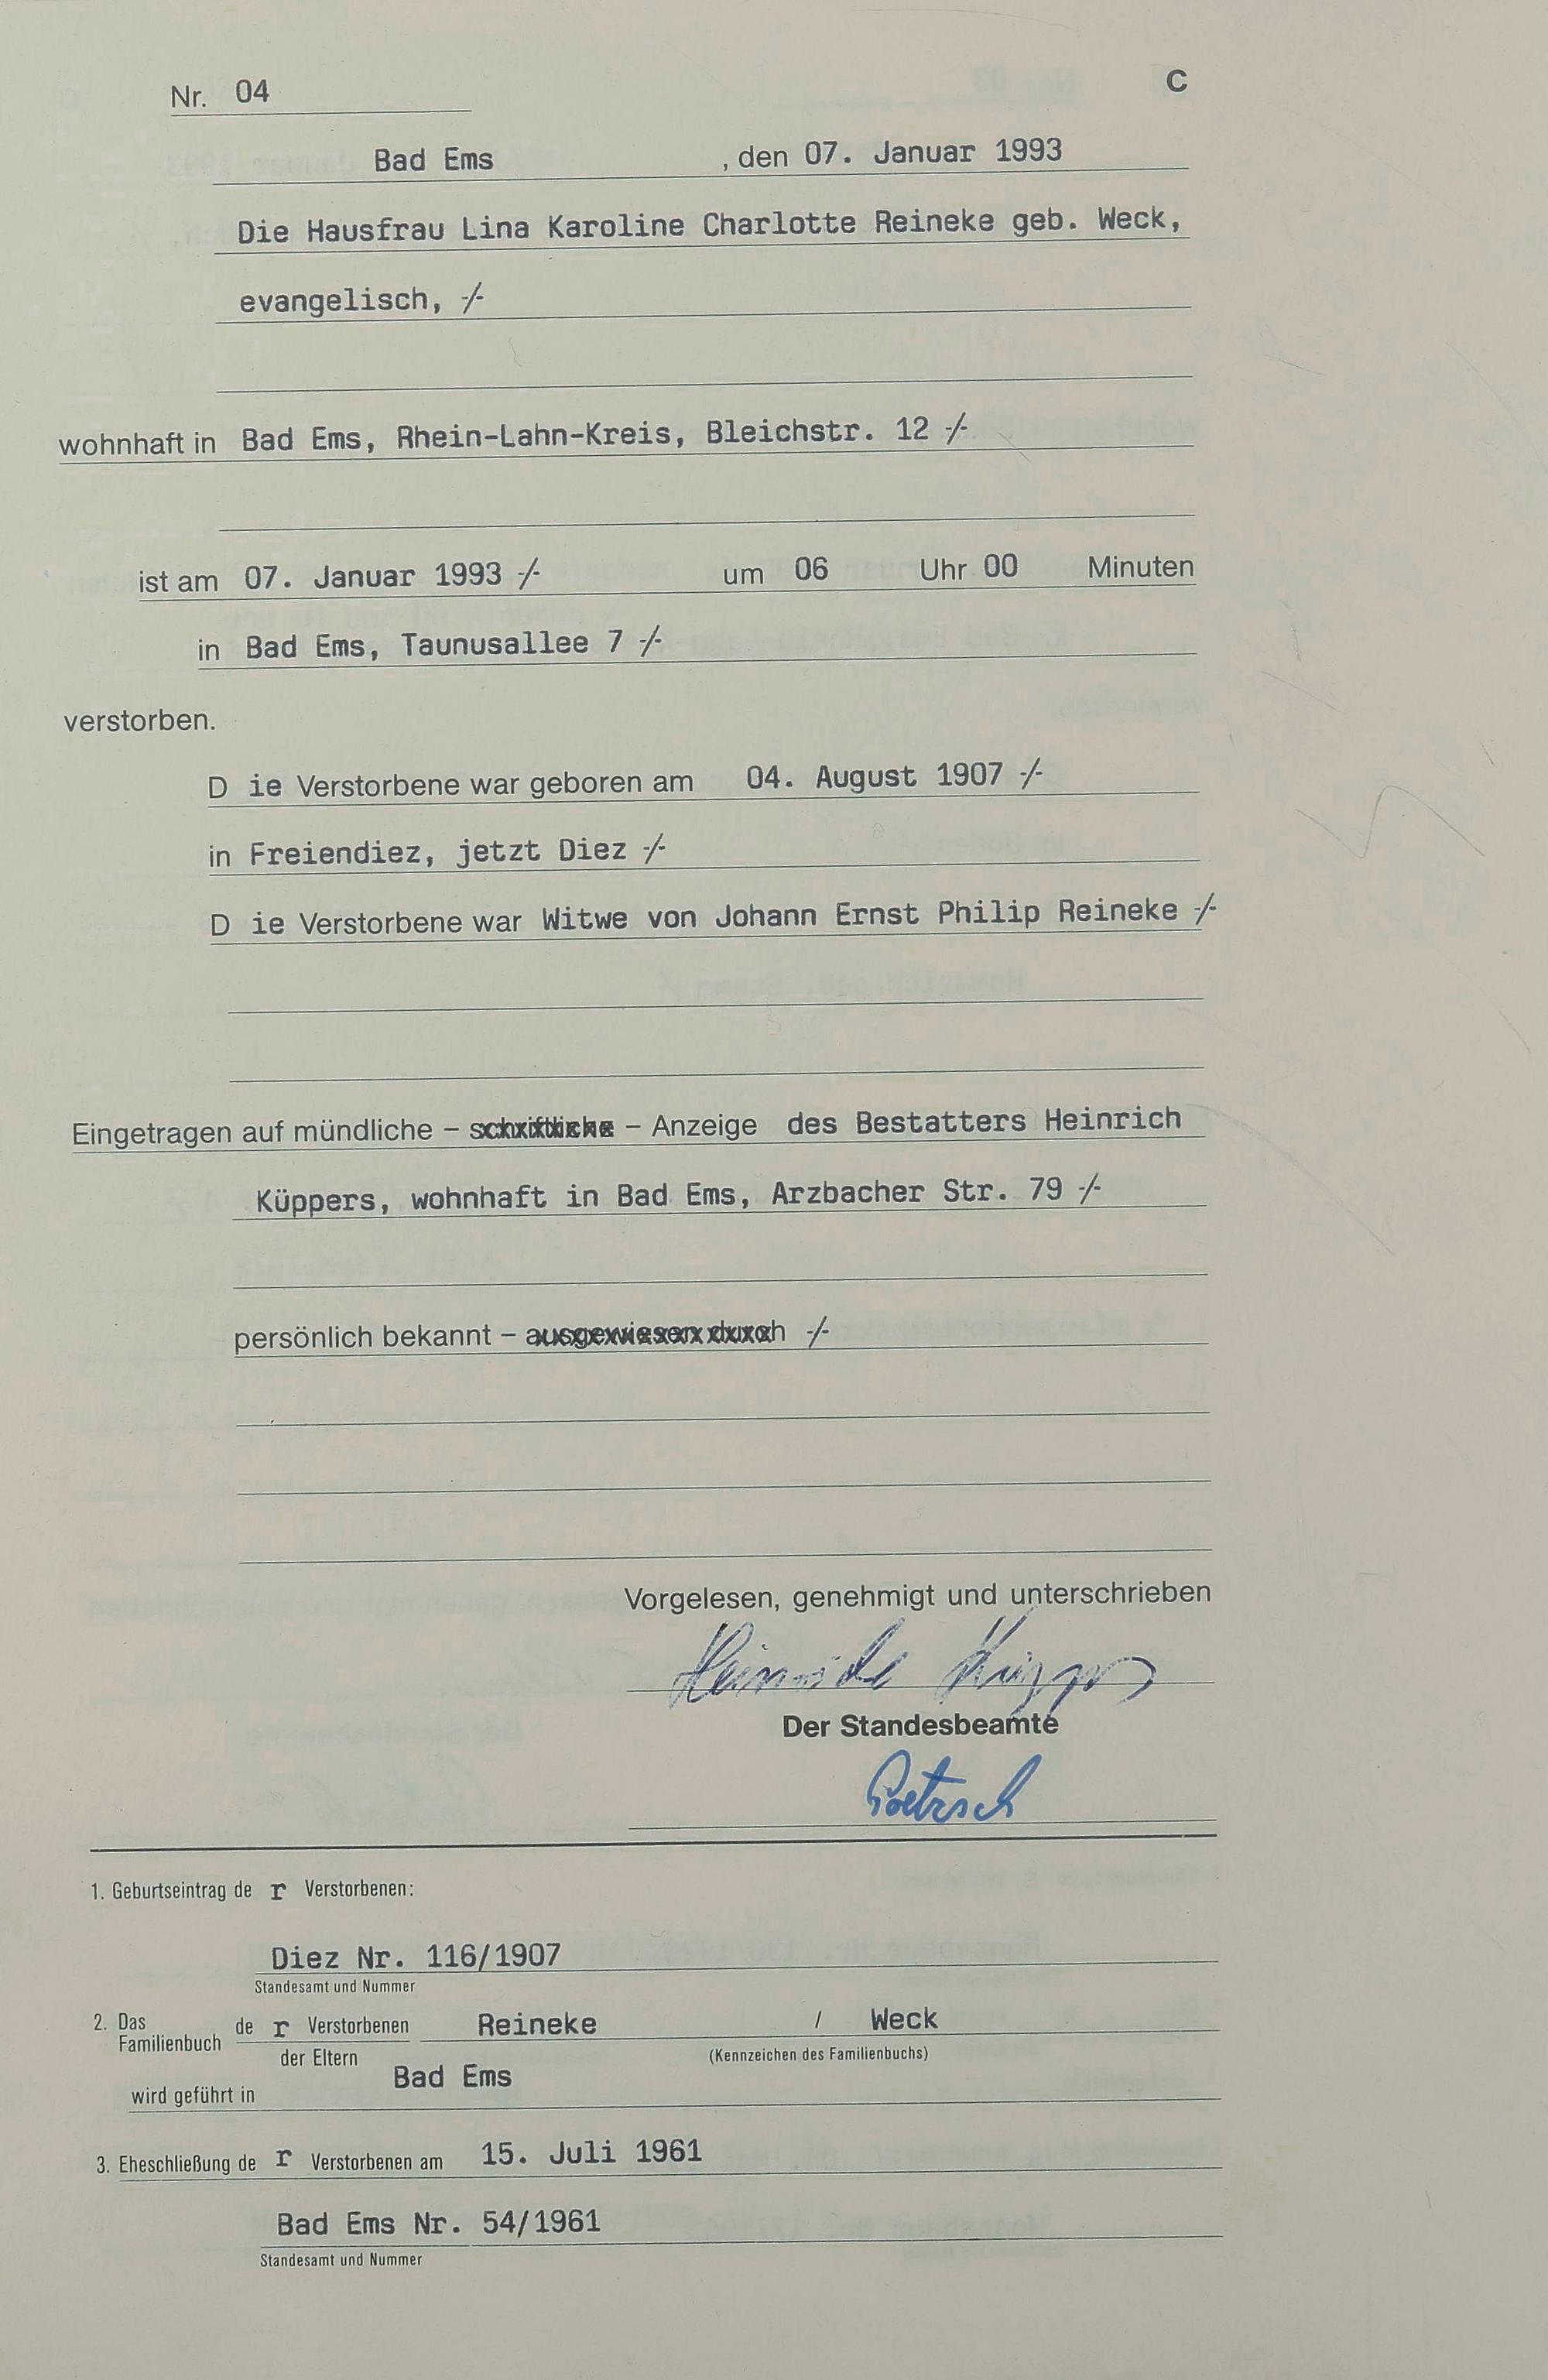 Nr. 04
C
Bad Ems , den 07. Januar 1993
Die Hausfrau Lina Karoline Charlotte Reineke geb. Weck,
evangelisch, -/-
wohnhaft in Bad Ems, Rhein-Lahn-Kreis, Bleichstr. 12 -/-
ist am 07. Januar 1993 -/- um 06 Uhr 00 Minuten
in Bad Ems, Taunusallee 7 -/-
verstorben.
D ie Verstorbene war geboren am 04. August 1907 -/-
in Freiendiez, jetzt Diez -/-
D ie Verstorbene war Witwe von Johann Ernst Philip Reineke -/-
Eingetragen auf mündliche – schriftliche – Anzeige des Bestatters Heinrich
Küppers, wohnhaft in Bad Ems, Arzbacher Str. 79 -/-
persönlich bekannt – ausgewiesen durch -/-
Vorgelesen, genehmigt und unterschrieben
Heinrich Küppers
Der Standesbeamte
1. Geburtseintrag de r Verstorbenen:
Diez Nr. 116/1907
Standesamt und Nummer
2. Das Familienbuch de r Verstorbenen Reineke / Weck
der Eltern (Kennzeichen des Familienbuchs)
wird geführt in Bad Ems
3. Eheschließung de r Verstorbenen am 15. Juli 1961
Bad Ems Nr. 54/1961
Standesamt und Nummer